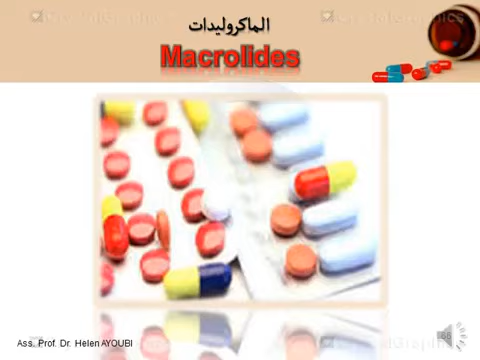 الماكروليدات
Macrolides
Ass. Prof. Dr. Helen AYOUBI